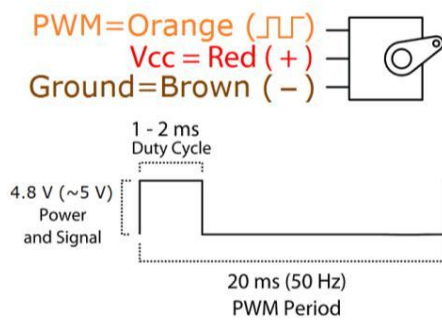 PWM=Orange (⎍⎍)
Vcc = Red (+)
Ground=Brown (−)
1 - 2 ms
Duty Cycle
4.8 V (~5 V)
Power
and Signal
20 ms (50 Hz)
PWM Period